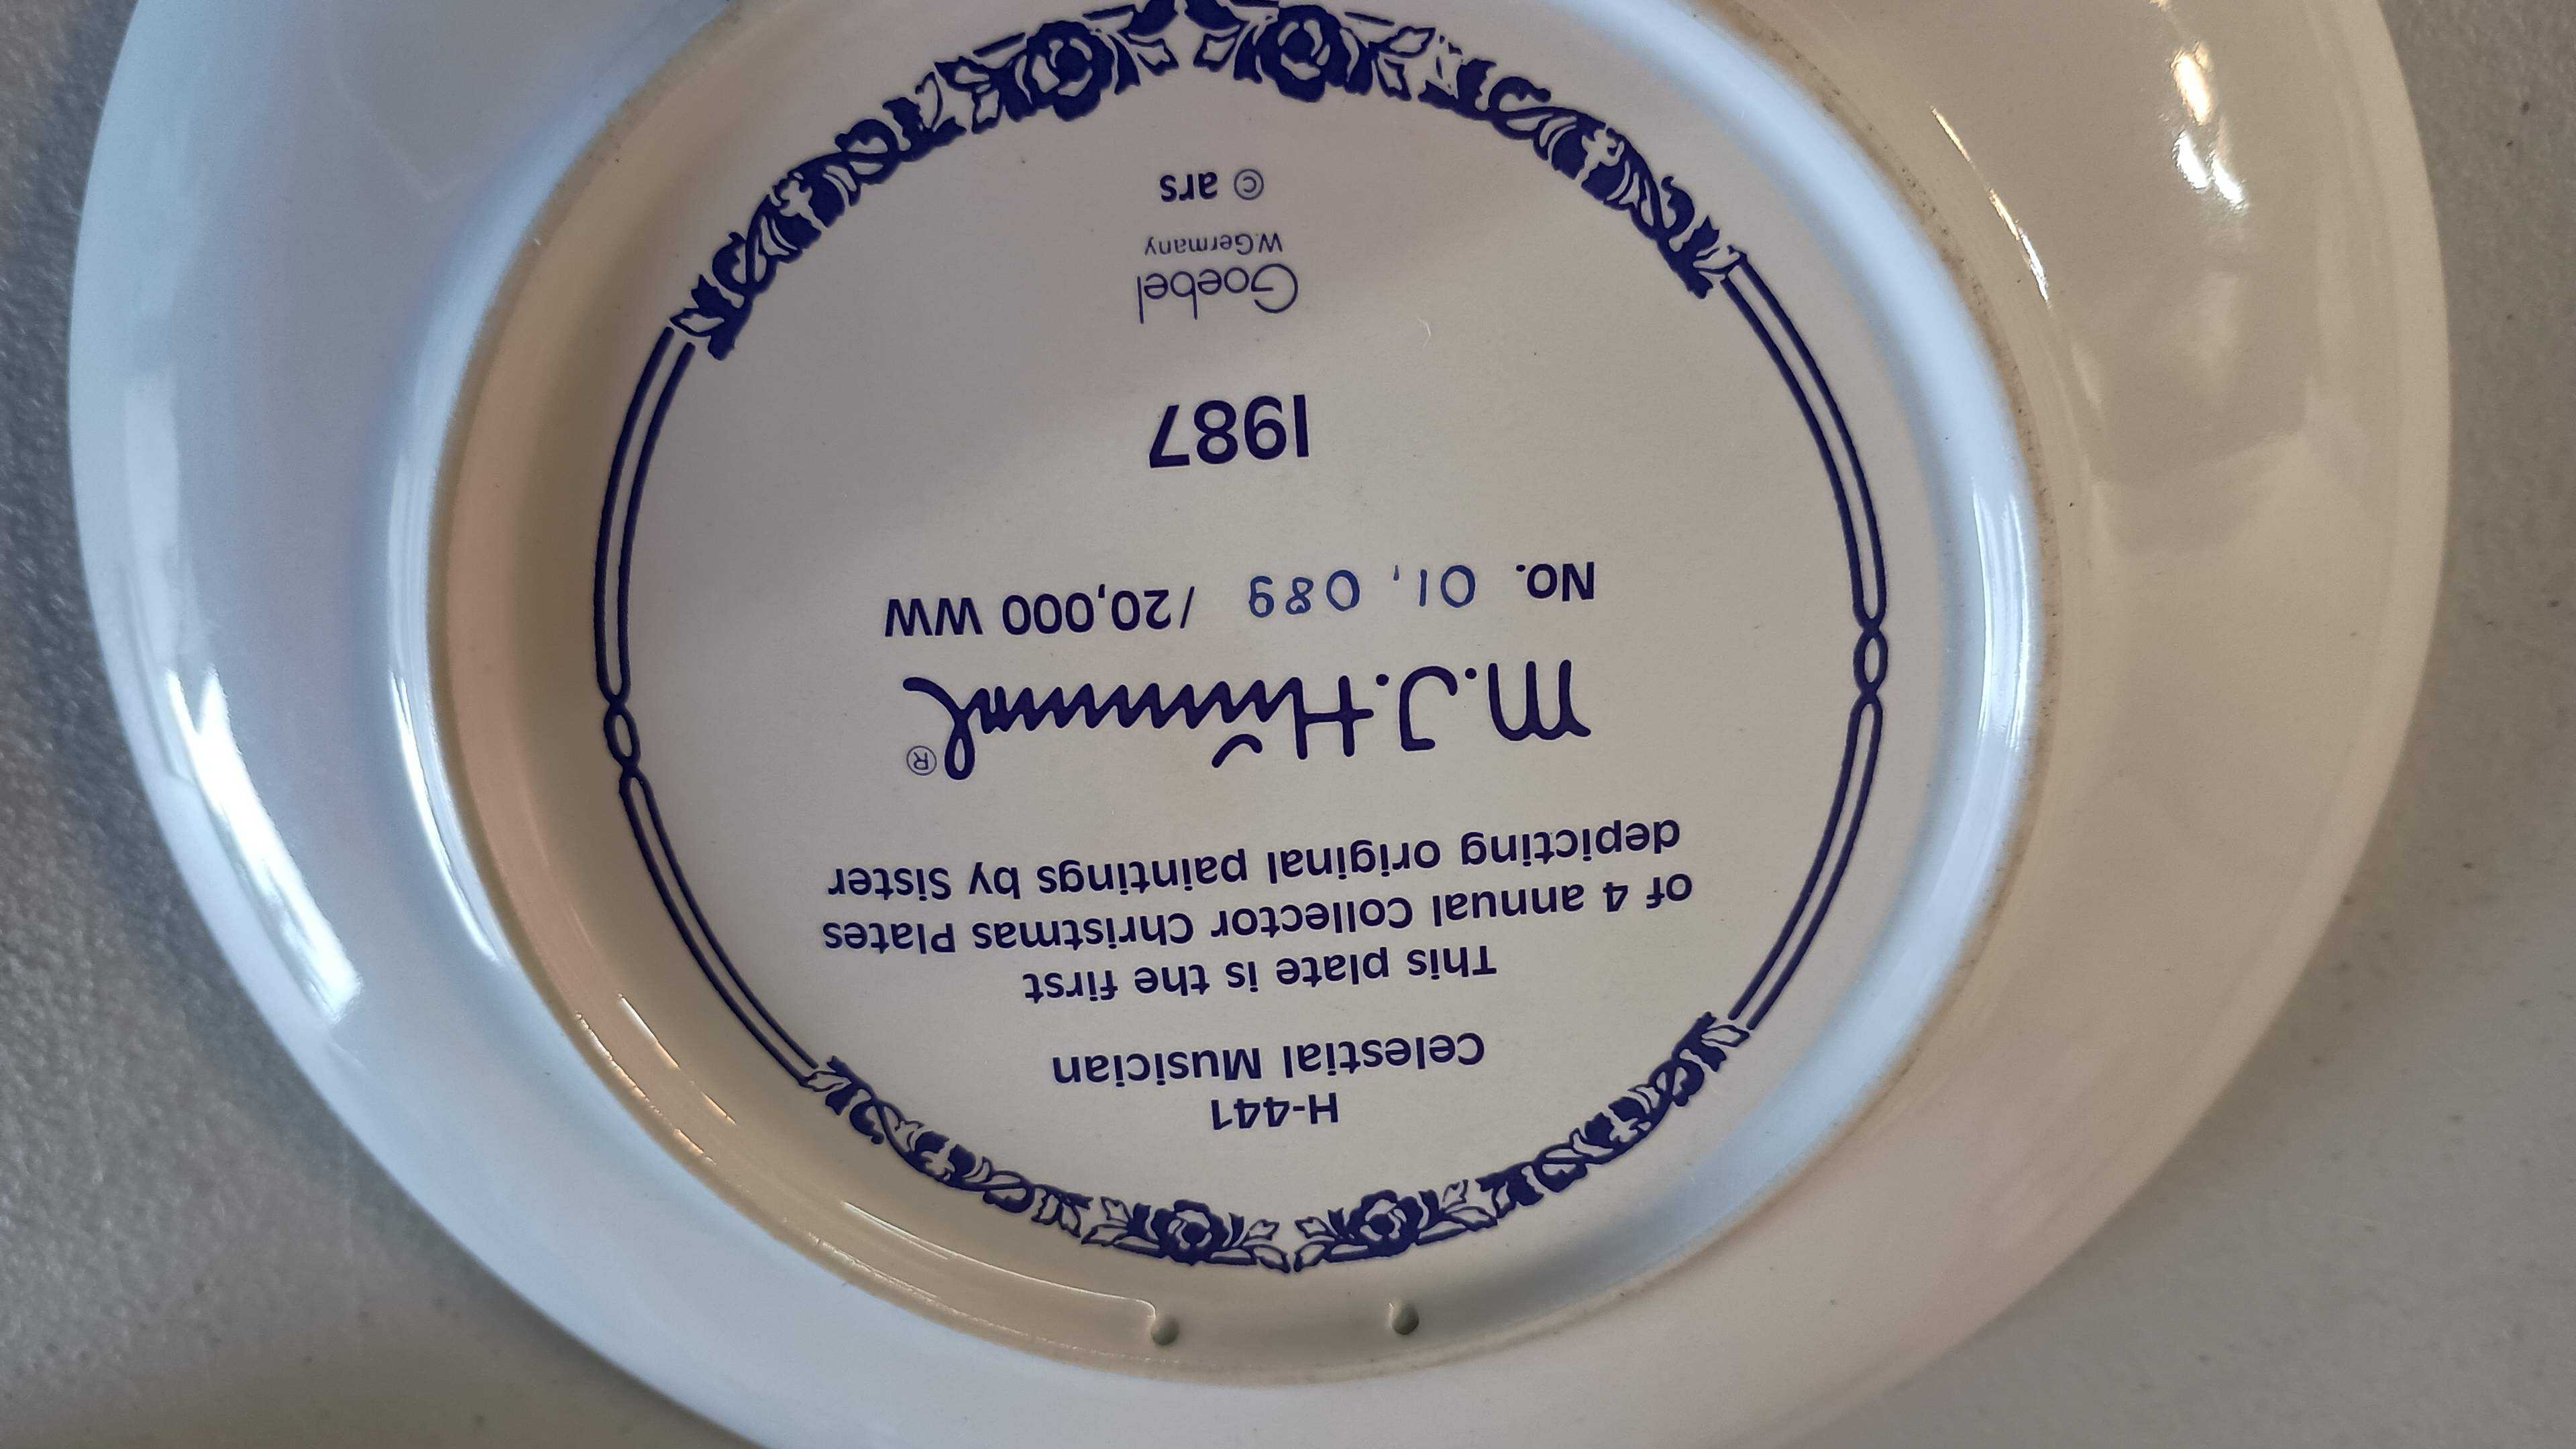 H-441
Celestial Musician
This plate is the first
of 4 annual Collector Christmas Plates
depicting original paintings by Sister
M.J. Hummel ®
No. 01, 089 /20,000 WW
1987
Goebel
W.Germany
© ars